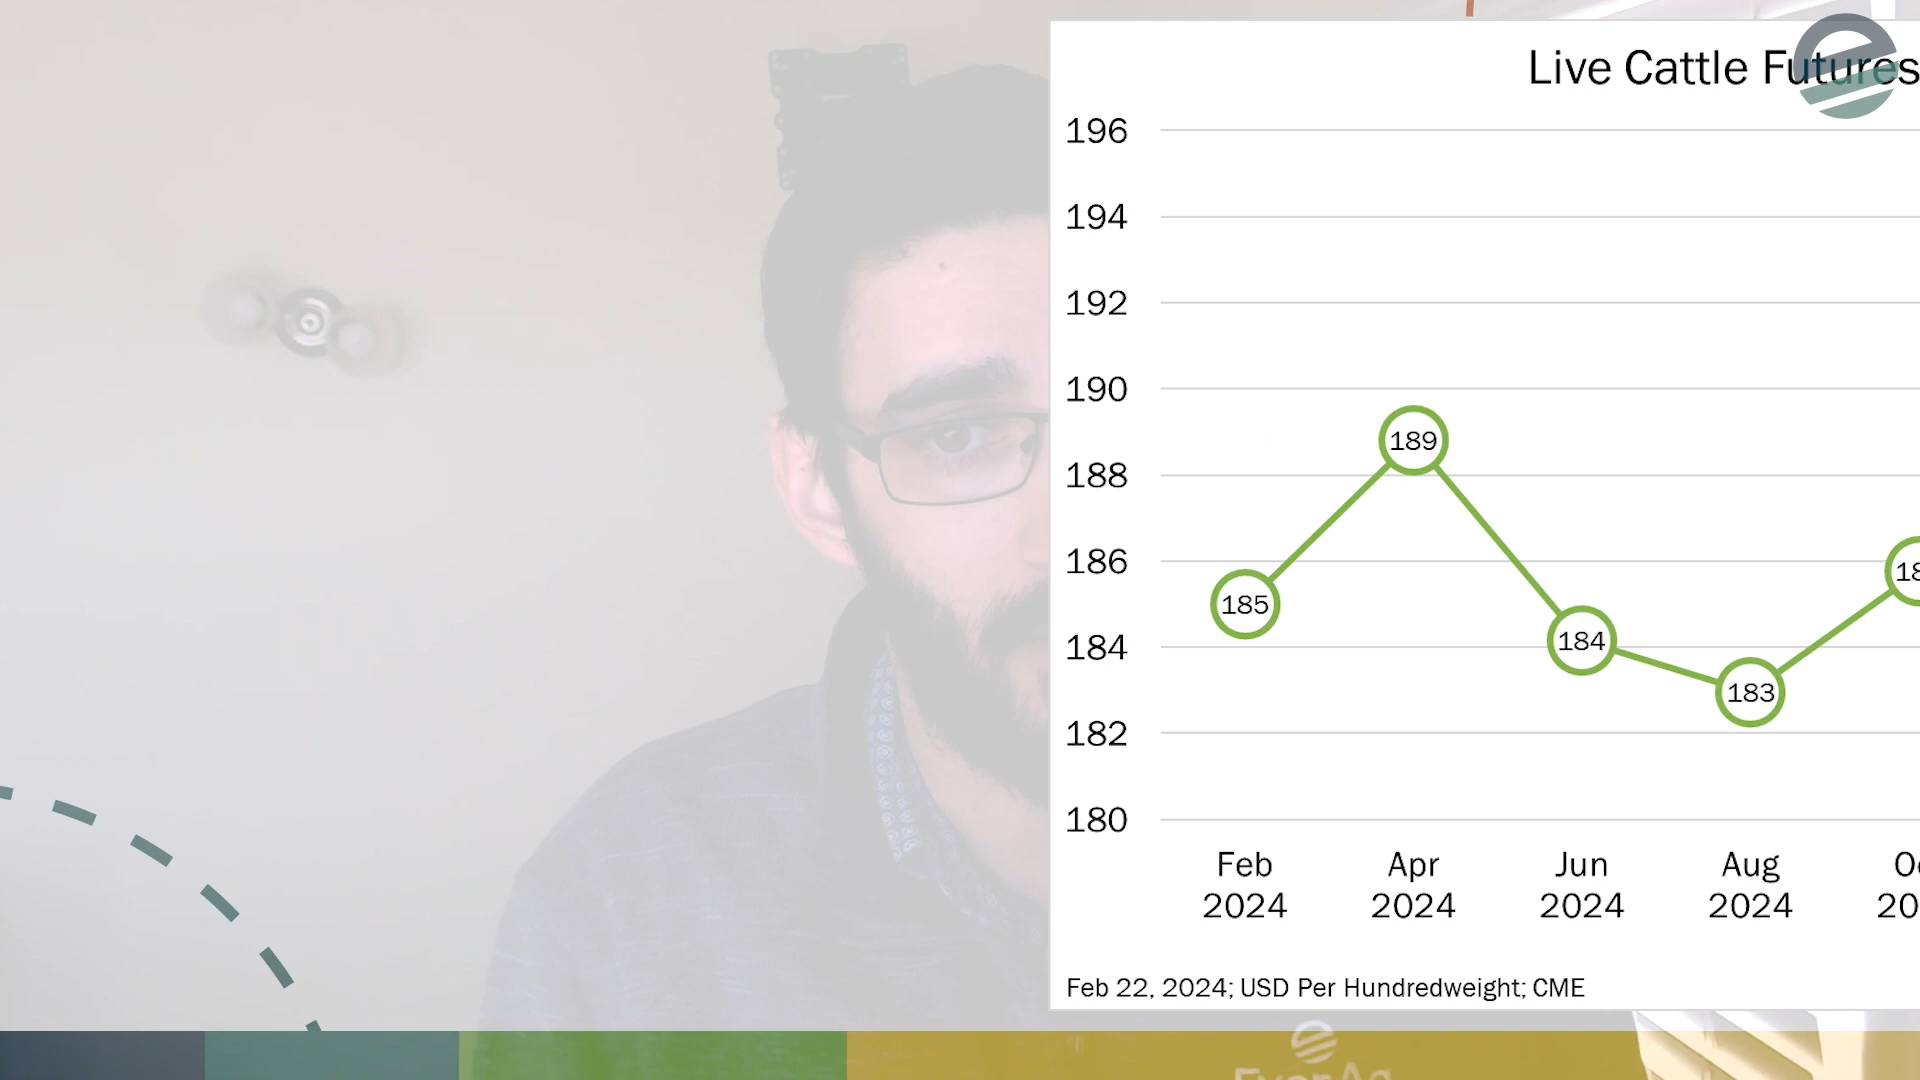 Live Cattle Futures
196
194
192
190
188
186
184
182
180
185
189
184
183
Feb 2024
Apr 2024
Jun 2024
Aug 2024
Feb 22, 2024; USD Per Hundredweight; CME
EverAg